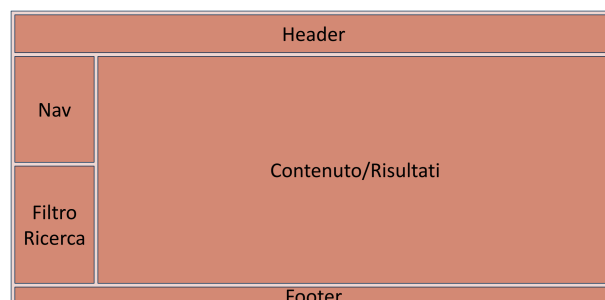 Header
Nav
Contenuto/Risultati
Filtro
Ricerca
Footer